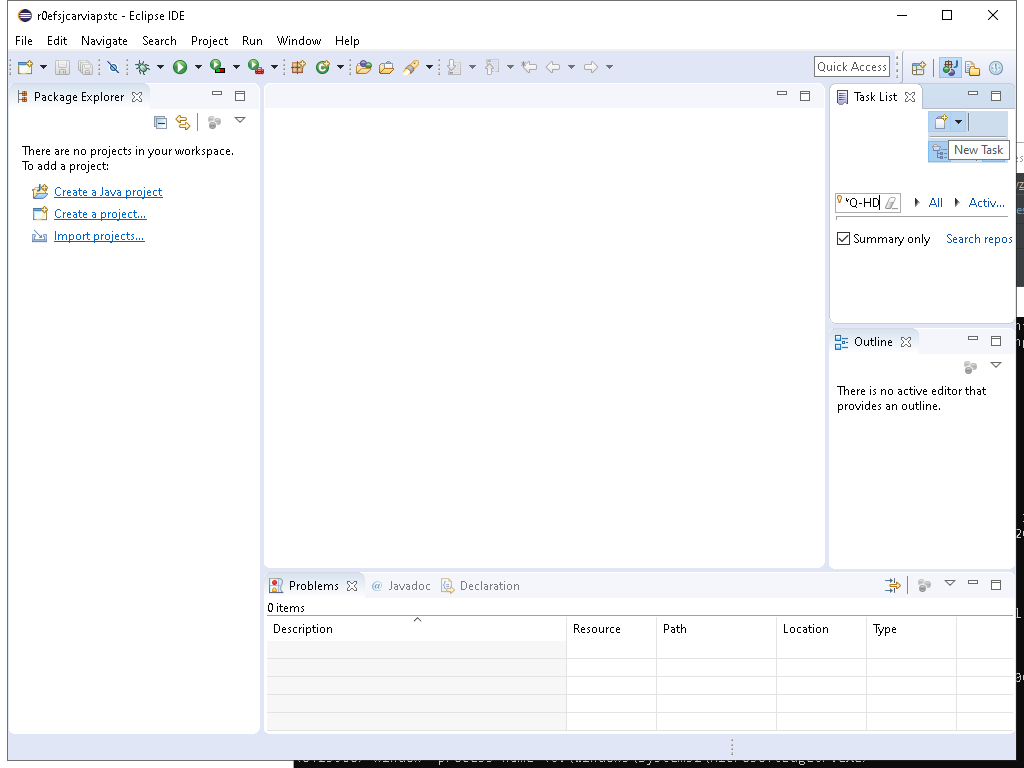 r0efsjcarviapstc - Eclipse IDE
File Edit Navigate Search Project Run Window Help
Quick Access
Package Explorer
Task List
New Task
There are no projects in your workspace.
To add a project:
Create a Java project
Create a project...
Import projects...
*Q-HD
All
Activ...
Summary only
Search repos
Outline
There is no active editor that
provides an outline.
Problems
@ Javadoc
Declaration
0 items
Description Resource Path Location Type